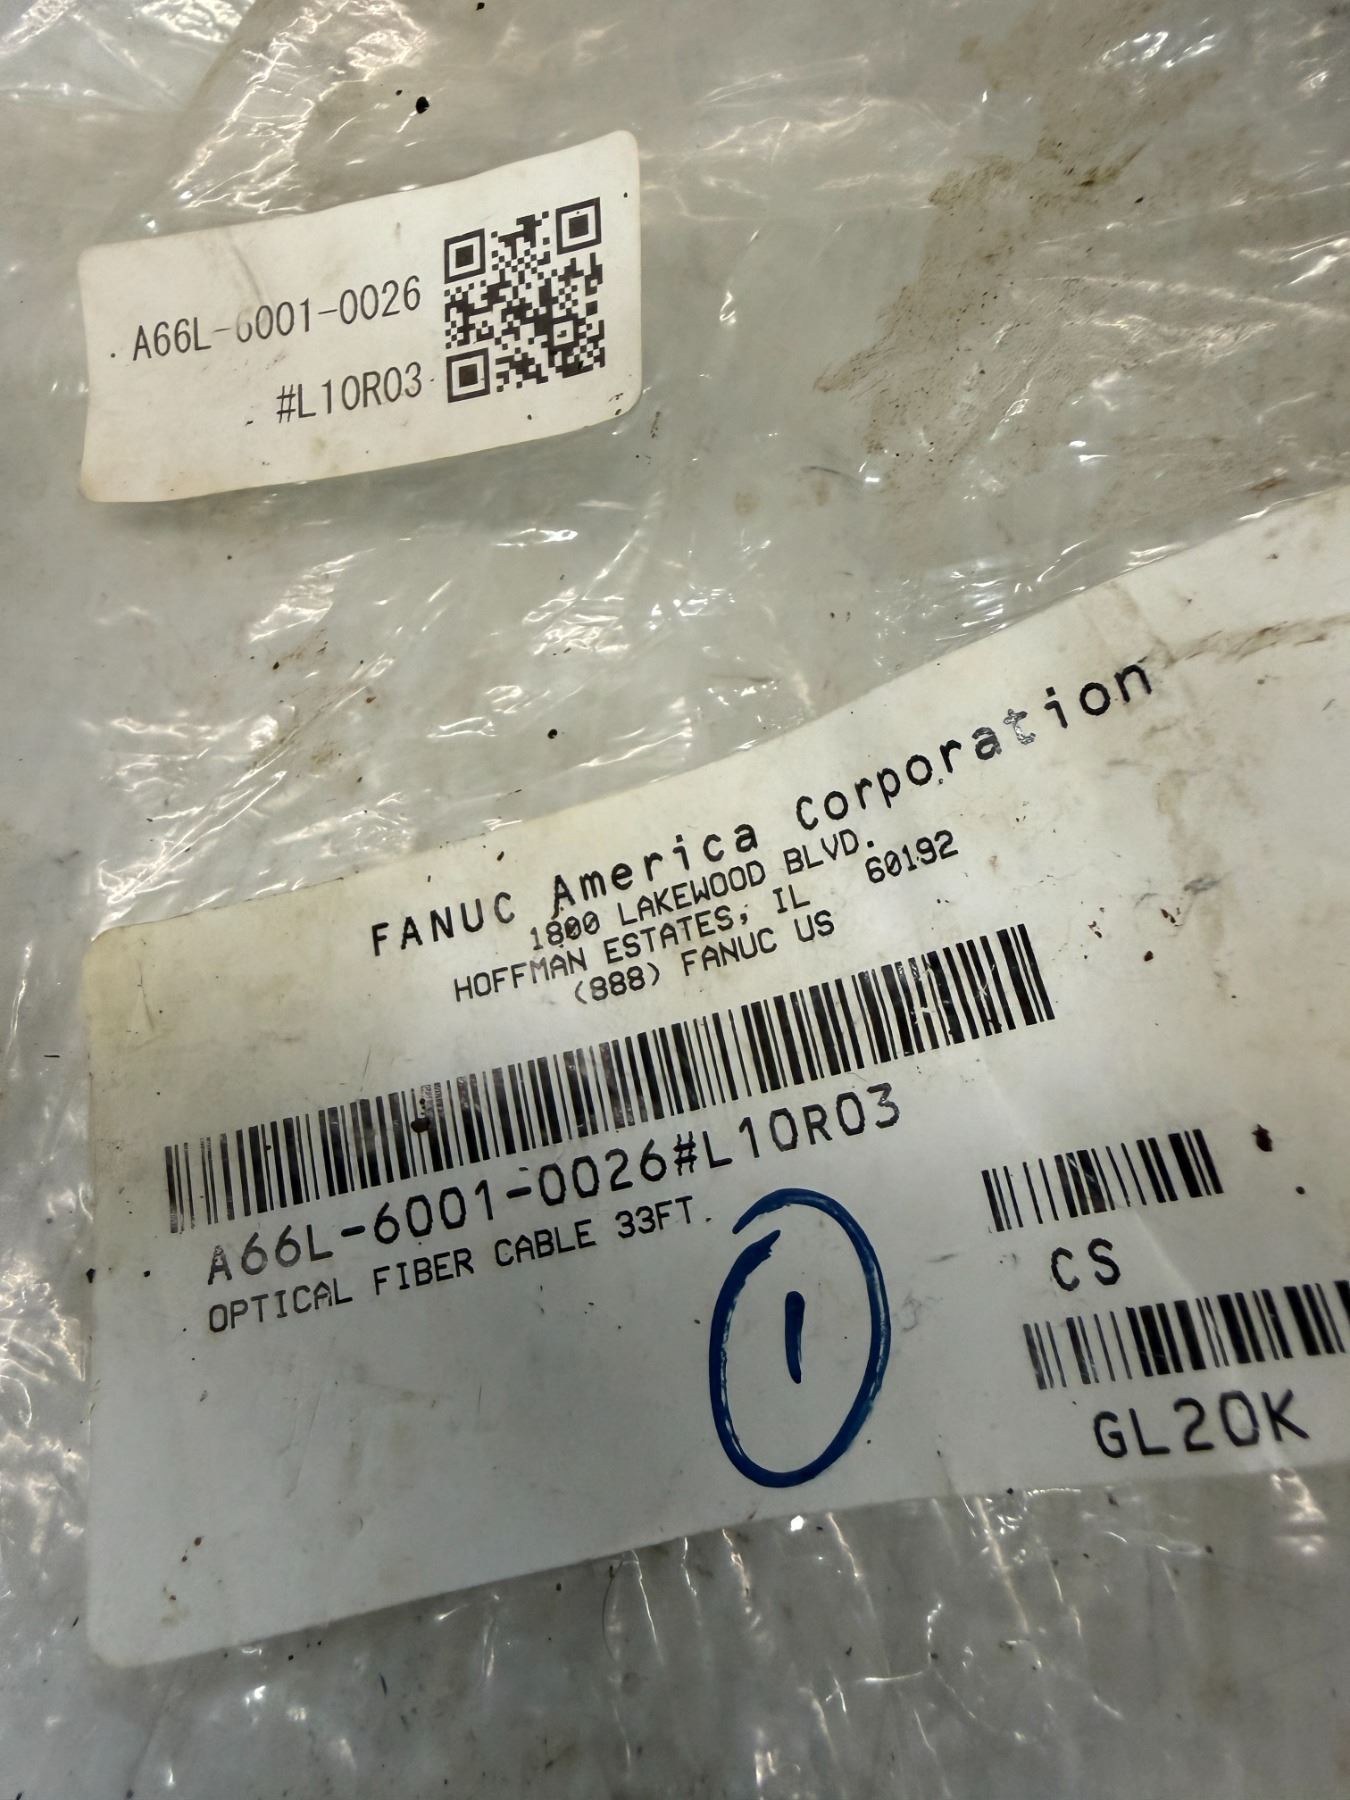 A66L-6001-0026
#L10R03
FANUC America Corporation
1800 LAKEWOOD BLVD.
HOFFMAN ESTATES, IL 60192
(888) FANUC US
A66L-6001-0026#L10R03
OPTICAL FIBER CABLE 33FT.
1
CS
GL20K